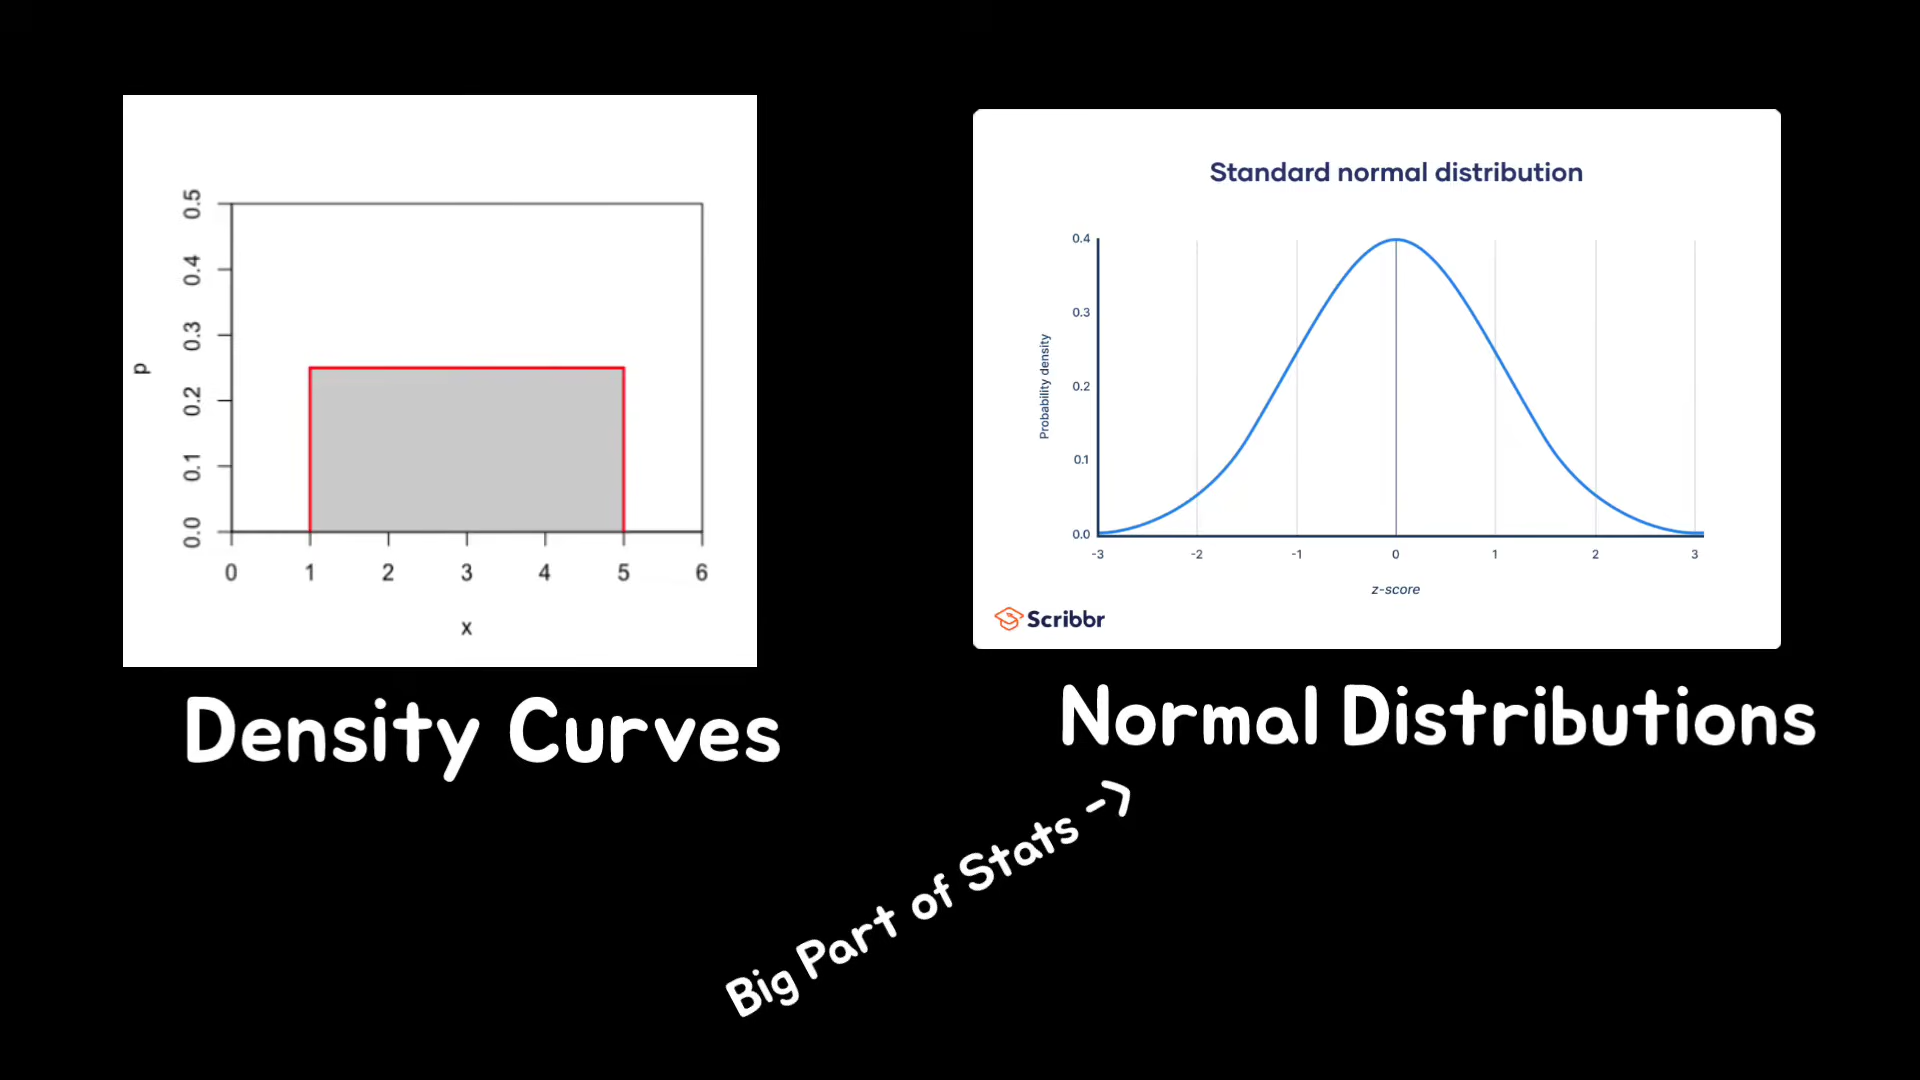 0.5
0.4
0.3
0.2
0.1
0.0
p
0 1 2 3 4 5 6
x
Density Curves
Standard normal distribution
0.4
0.3
0.2
0.1
0.0
Probability density
-3 -2 -1 0 1 2 3
z-score
Scribbr
Normal Distributions
Big Part of Stats ->